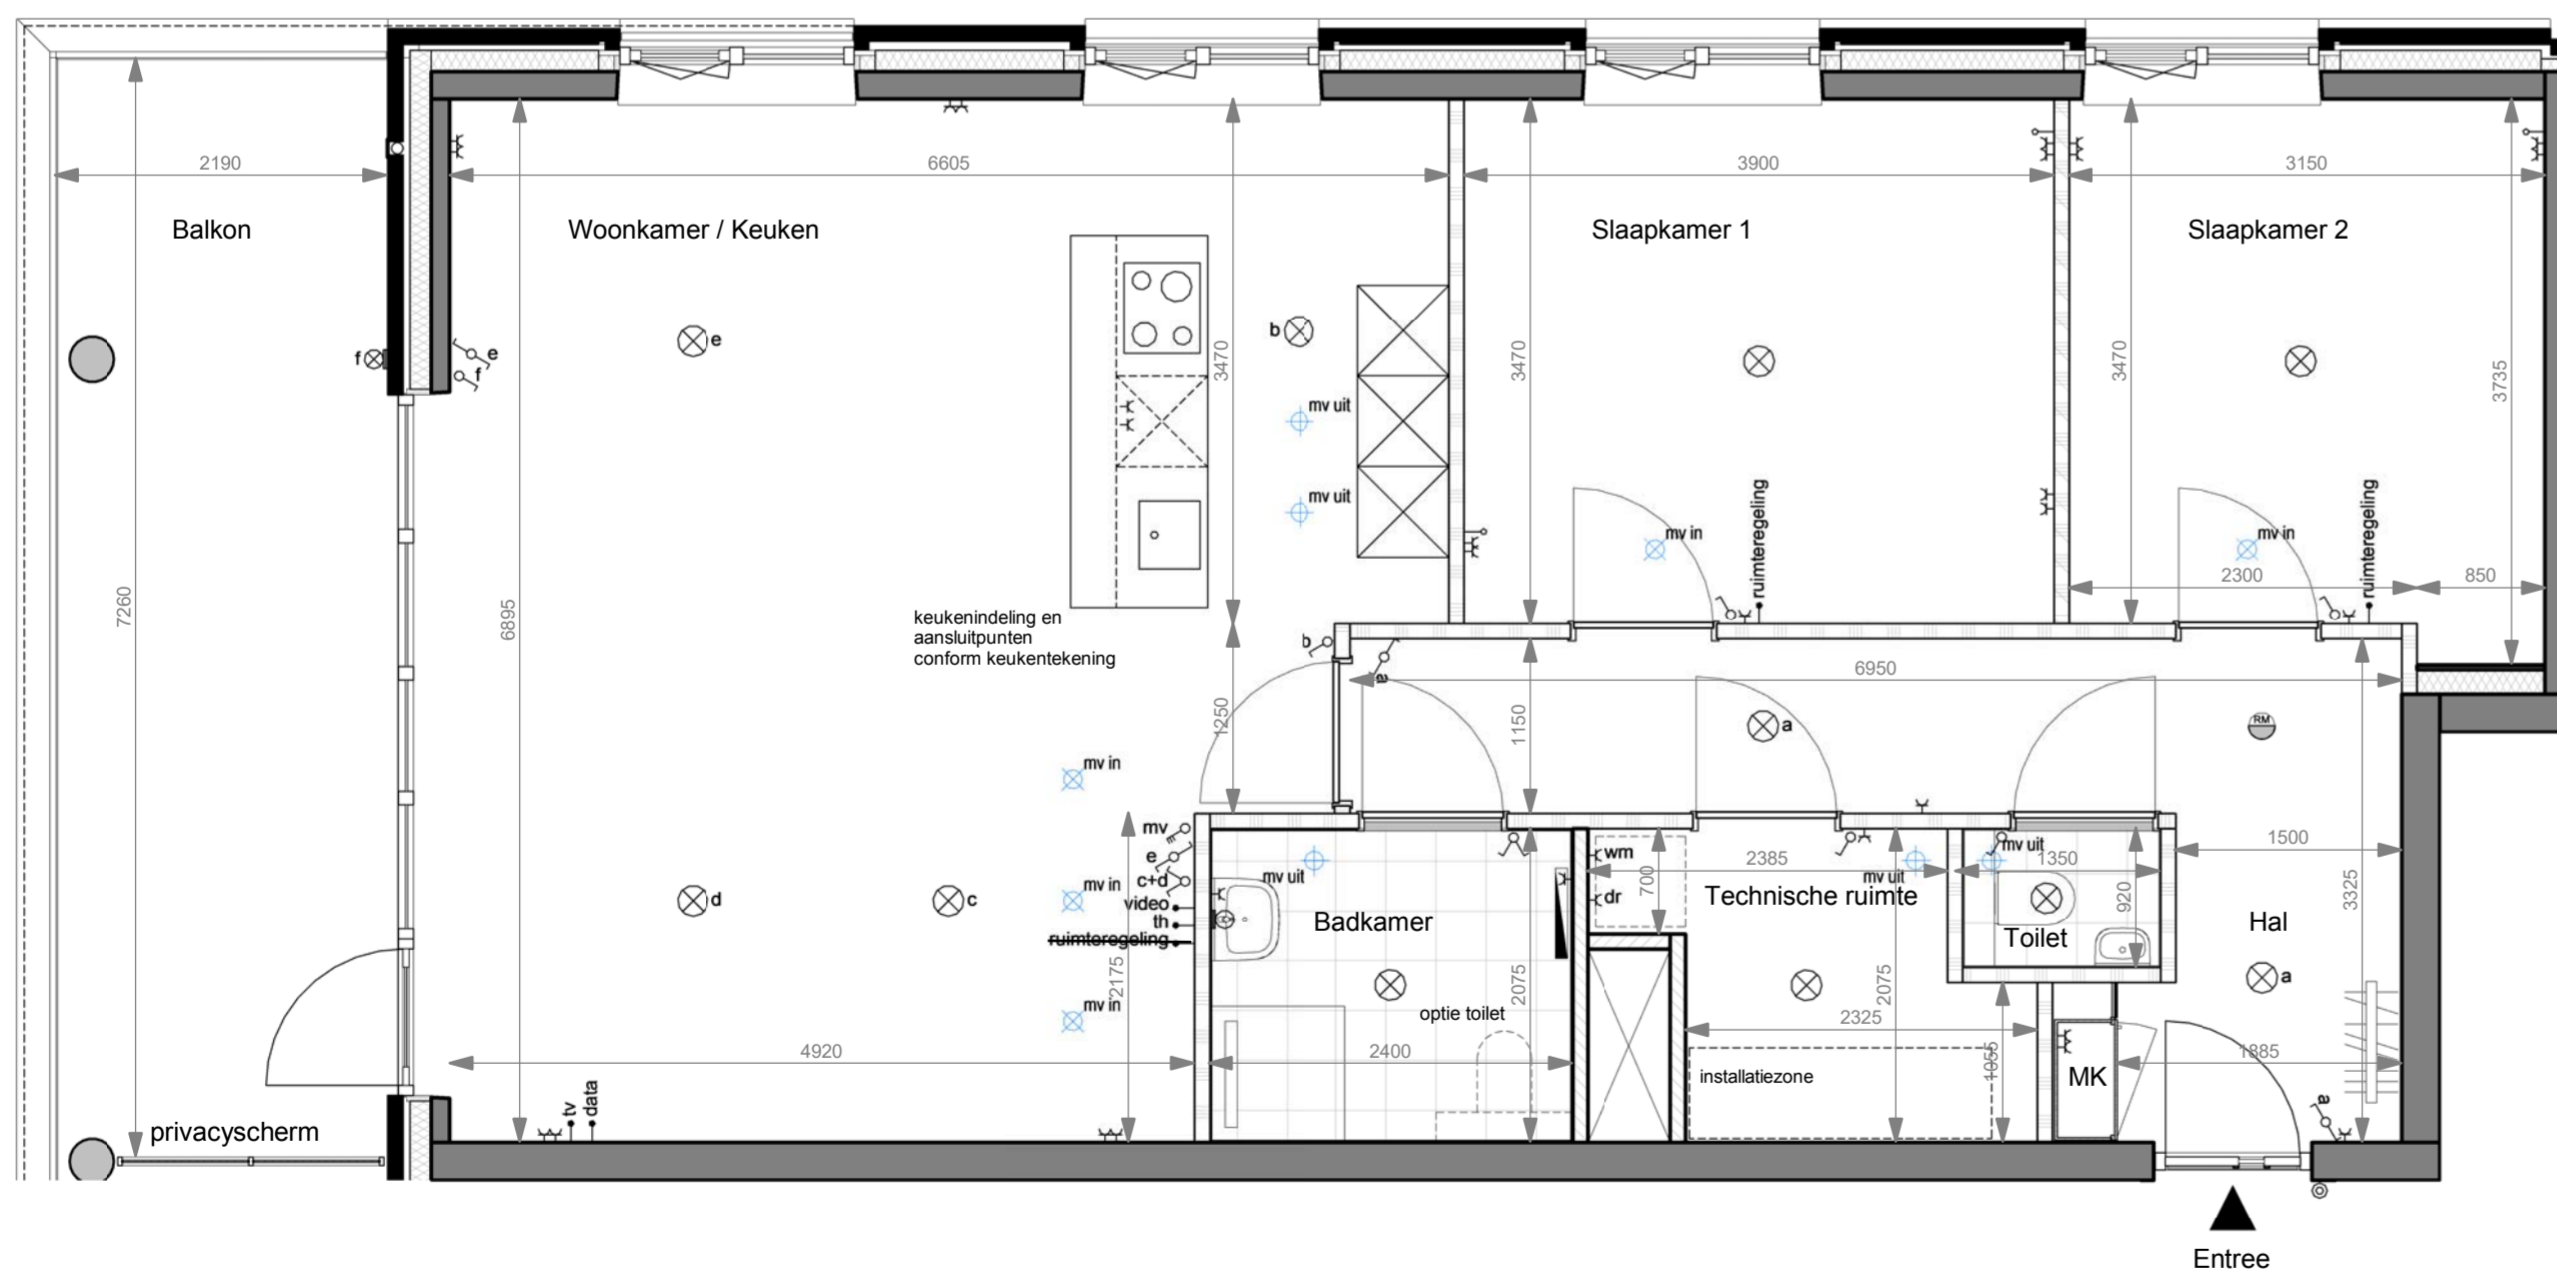 2190
6605
3900
3150
Balkon
Woonkamer / Keuken
Slaapkamer 1
Slaapkamer 2
e
b
f
e
f
3470
3470
3470
3735
mv uit
mv uit
mv in
ruimteregeling
mv in
ruimteregeling
2300
850
7260
6895
keukenindeling en
aansluitpunten
conform keukentekening
b
a
6950
1250
1150
a
RM
mv in
mv
e
c+d
video
th
ruimteregeling
mv in
mv in
d
c
mv uit
Badkamer
wm
dr
700
2385
mv uit
Technische ruimte
mv uit
1350
920
Toilet
1500
3325
Hal
a
2175
2075
optie toilet
2075
2325
1055
4920
2400
installatiezone
MK
1885
a
tv
data
privacyscherm
Entree